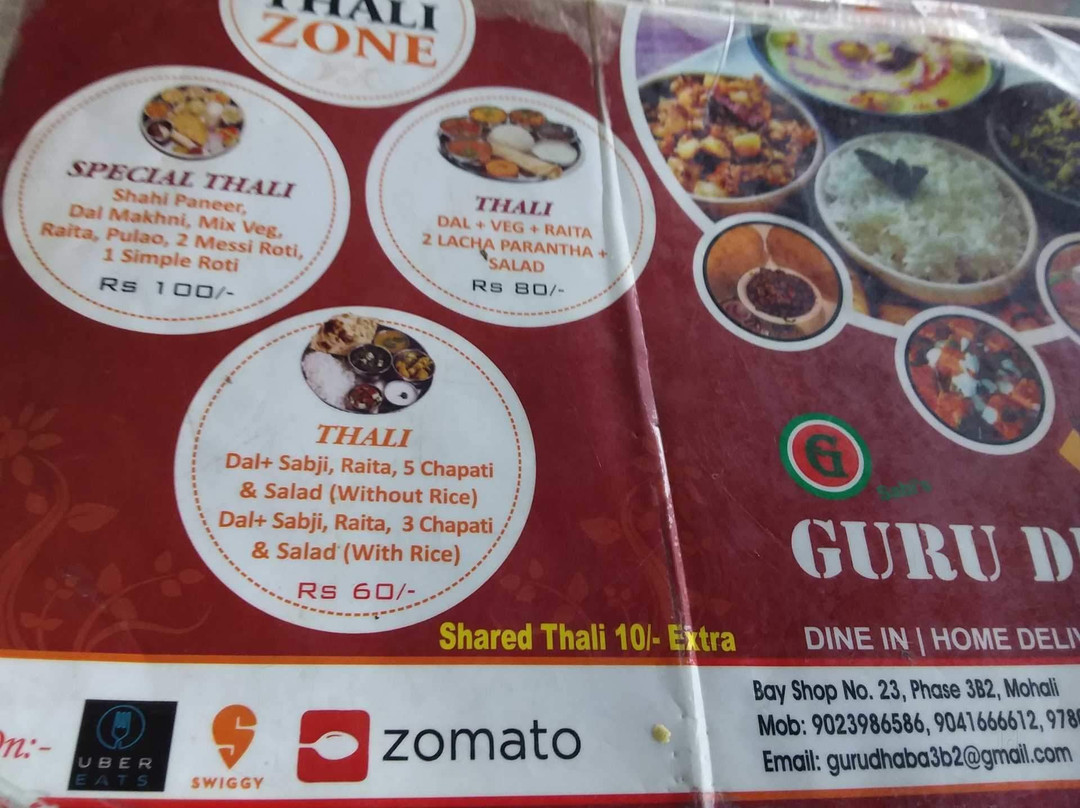 THALI
ZONE
SPECIAL THALI
Shahi Paneer,
Dal Makhni, Mix Veg,
Raita, Pulao, 2 Messi Roti,
1 Simple Roti
Rs 100/-
THALI
DAL + VEG + RAITA
2 LACHA PARANTHA +
SALAD
Rs 80/-
THALI
Dal+ Sabji, Raita, 5 Chapati
& Salad (Without Rice)
Dal+ Sabji, Raita, 3 Chapati
& Salad (With Rice)
Rs 60/-
Shared Thali 10/- Extra
On:-
UBER
EATS
SWIGGY
zomato
G
GURU
DINE IN | HOME
Bay Shop No. 23, Phase 3B2, Mohali
Mob: 9023986586, 9041666612,
Email: gurudhaba3b2@gmail.com